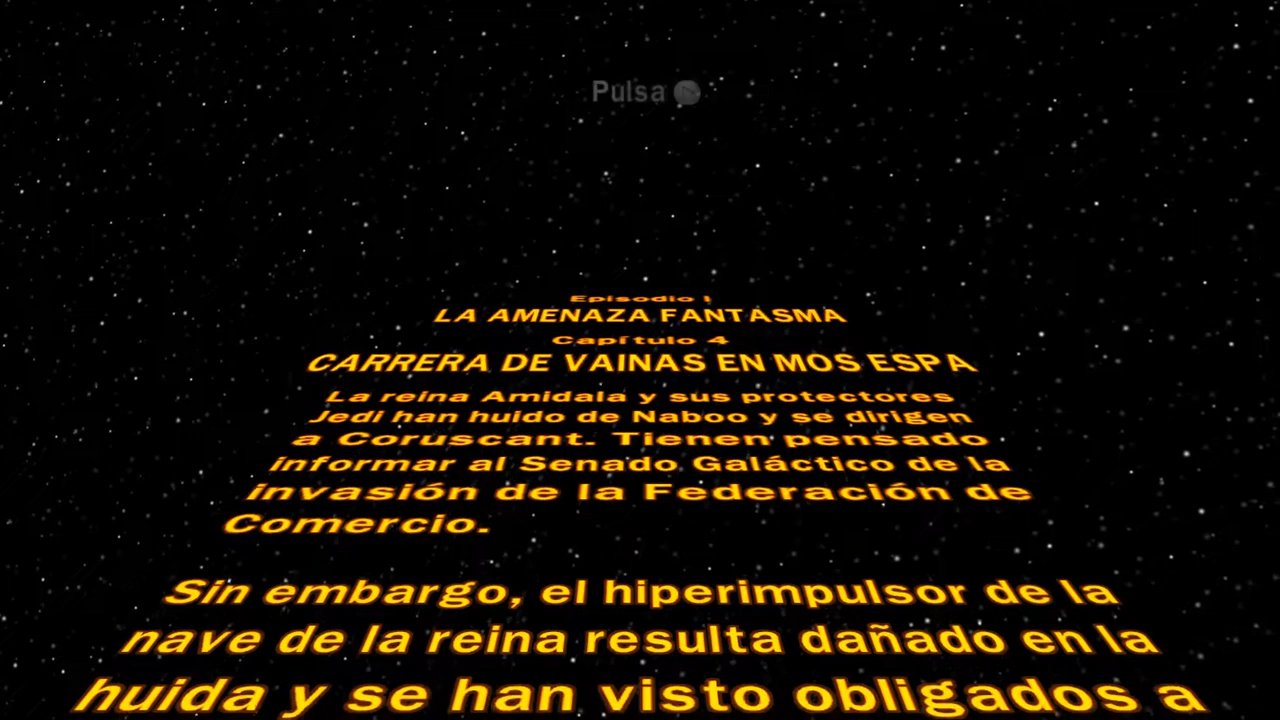 Pulsa
Episodio I
LA AMENAZA FANTASMA
Capítulo 4
CARRERA DE VAINAS EN MOS ESPA
La reina Amidala y sus protectores
Jedi han huido de Naboo y se dirigen
a Coruscant. Tienen pensado
informar al Senado Galáctico de la
invasión de la Federación de
Comercio.
Sin embargo, el hiperimpulsor de la
nave de la reina resulta dañado en la
huida y se han visto obligados a